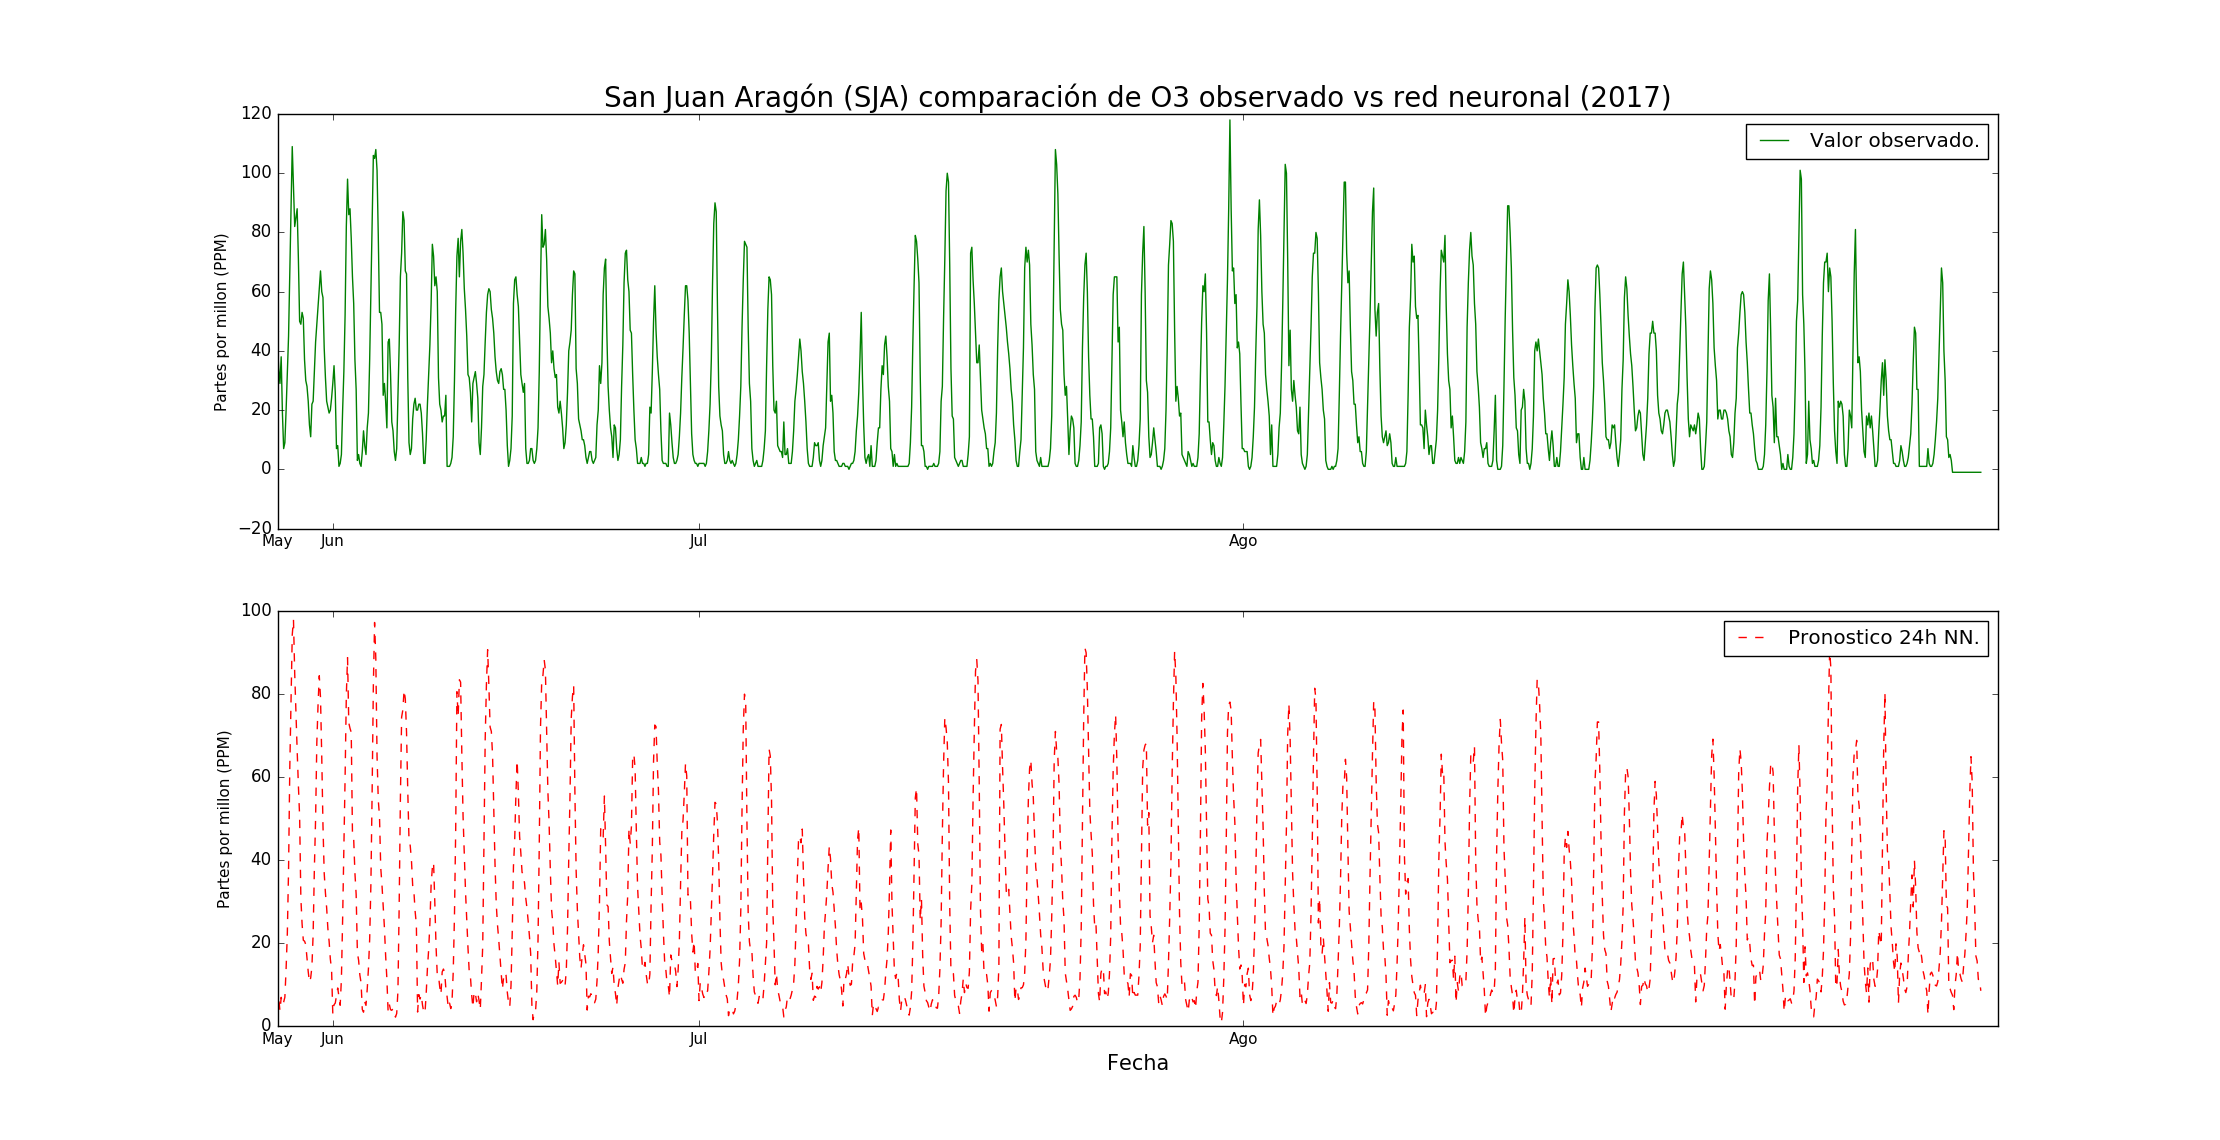 San Juan Aragón (SJA) comparación de O3 observado vs red neuronal (2017)
120
100
80
60
40
20
0
−20
Partes por millon (PPM)
Valor observado.
May Jun Jul Ago
100
80
60
40
20
0
Partes por millon (PPM)
Pronostico 24h NN.
May Jun Jul Ago
Fecha